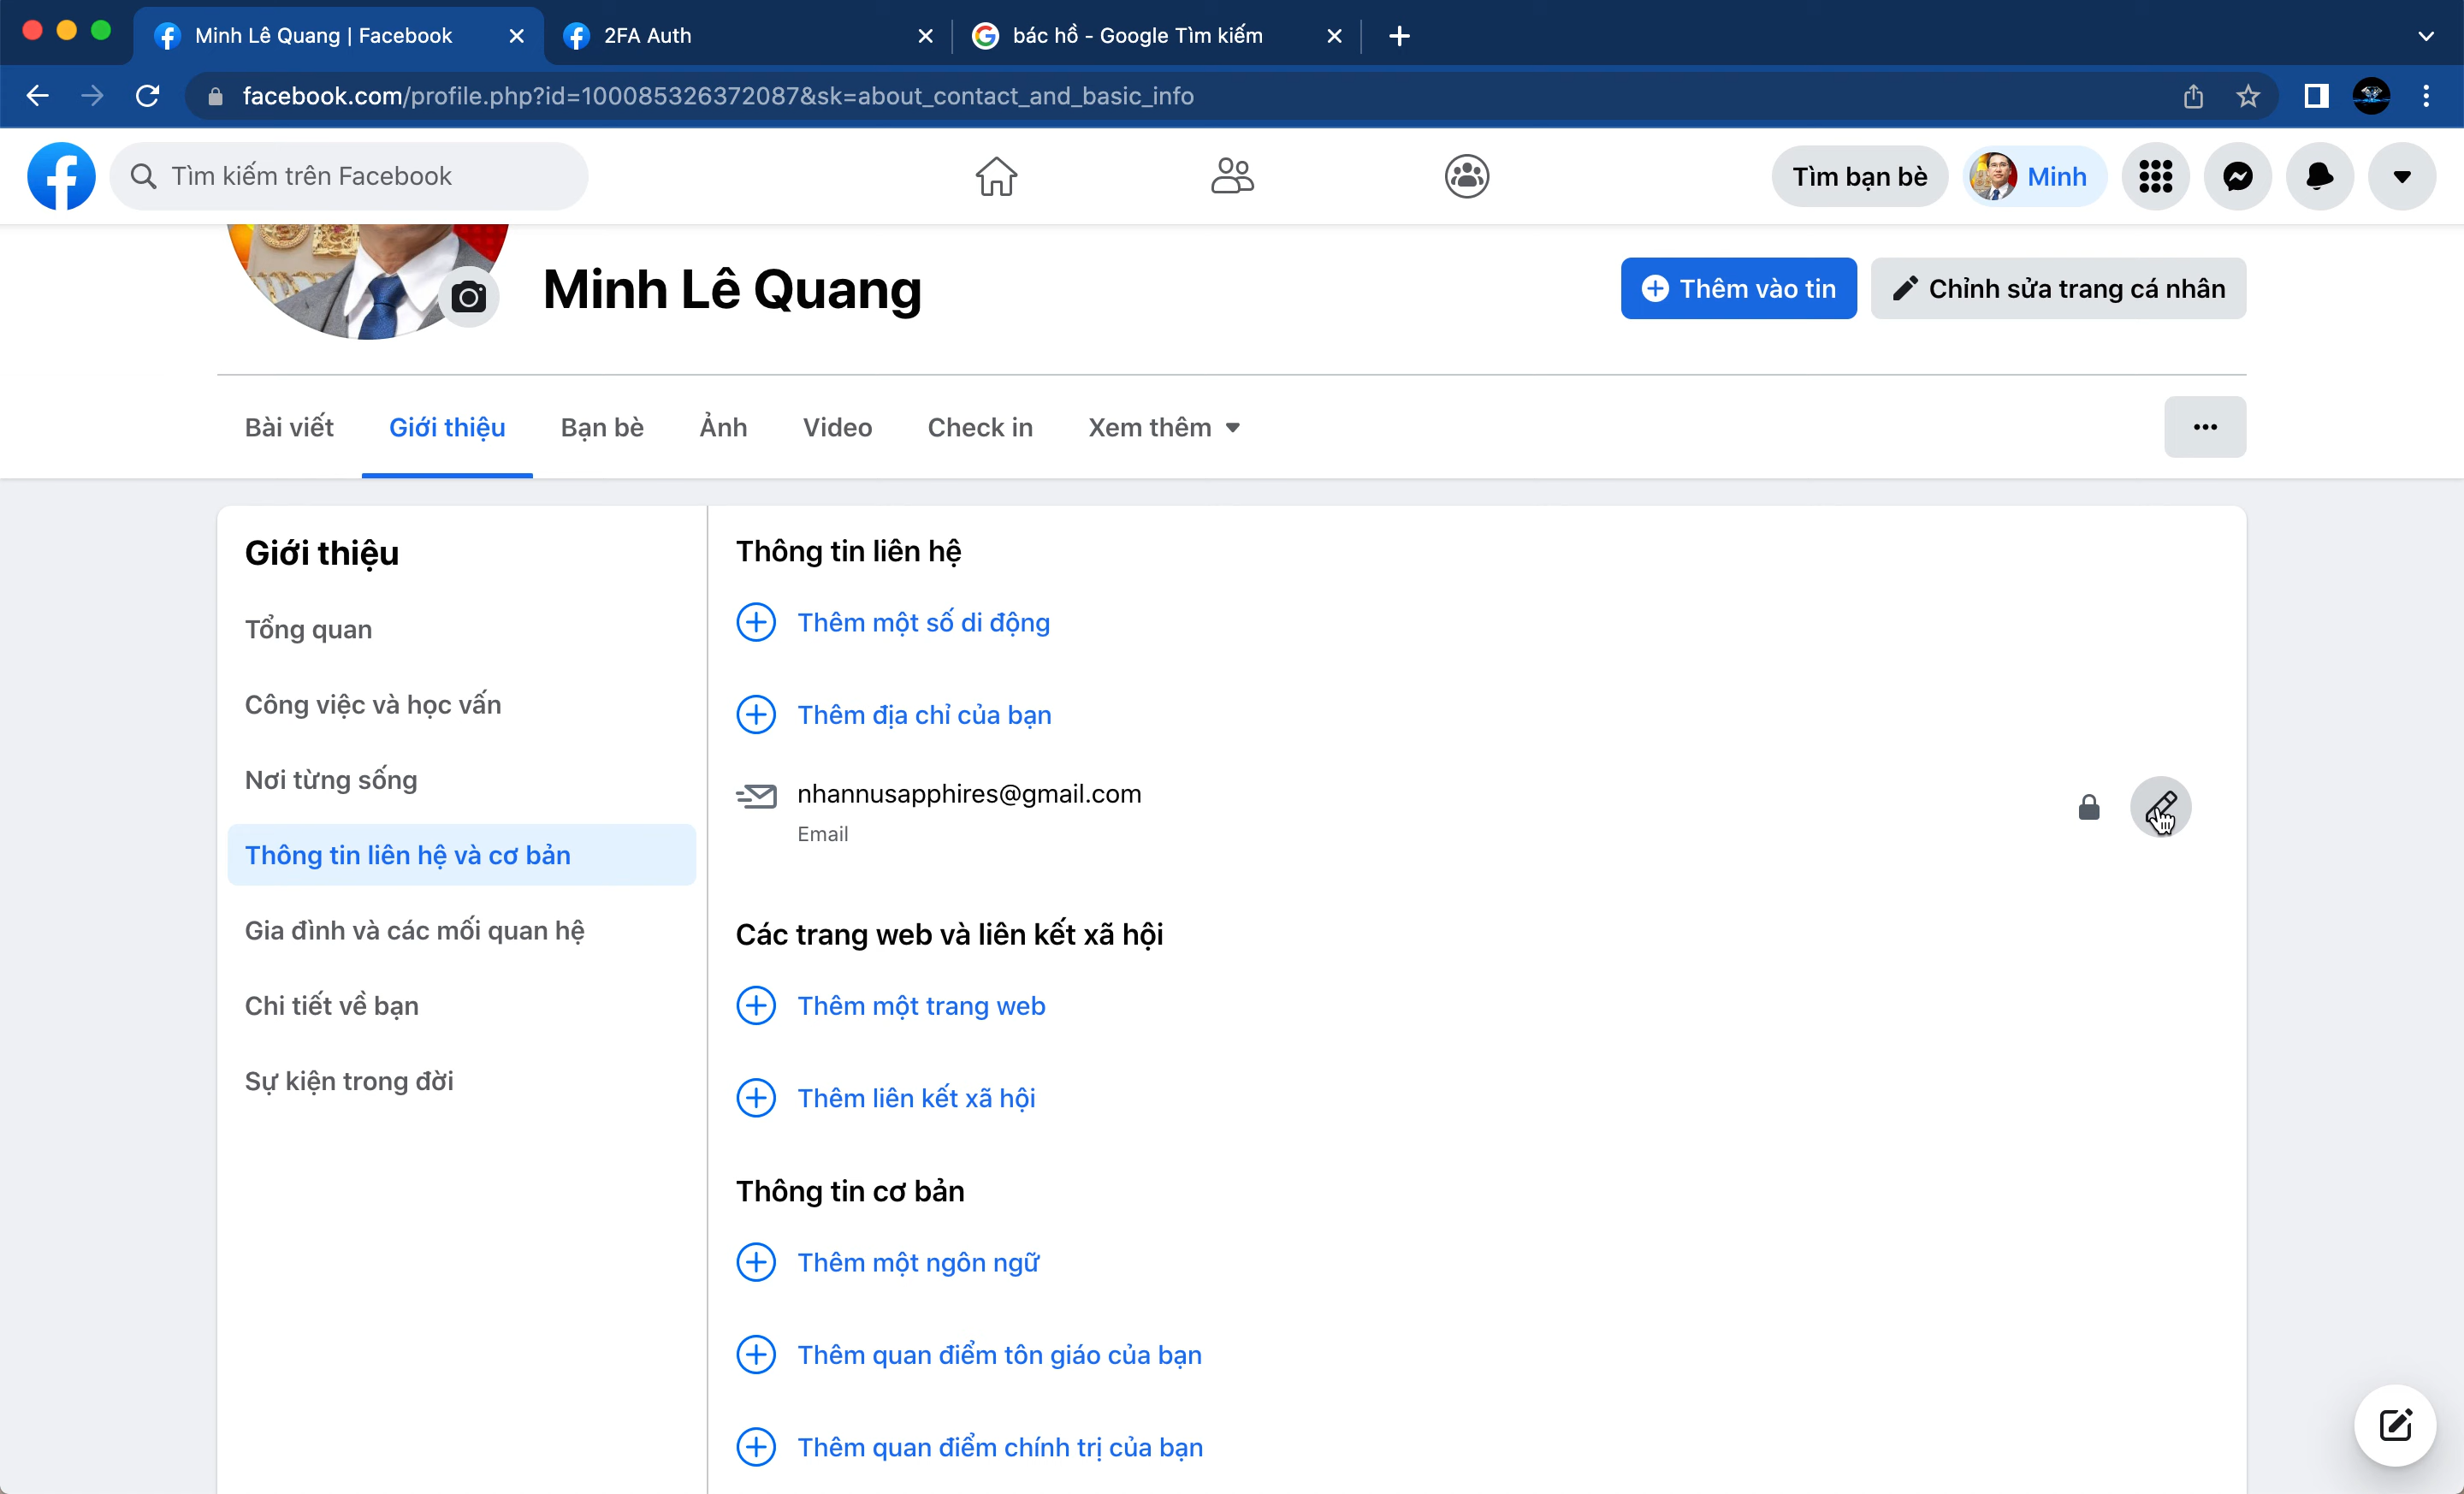 Minh Lê Quang | Facebook
2FA Auth
bác hồ - Google Tìm kiếm
facebook.com/profile.php?id=100085326372087&sk=about_contact_and_basic_info
Tìm kiếm trên Facebook
Tìm bạn bè
Minh
Minh Lê Quang
Thêm vào tin
Chỉnh sửa trang cá nhân
Bài viết
Giới thiệu
Bạn bè
Ảnh
Video
Check in
Xem thêm
Giới thiệu
Tổng quan
Công việc và học vấn
Nơi từng sống
Thông tin liên hệ và cơ bản
Gia đình và các mối quan hệ
Chi tiết về bạn
Sự kiện trong đời
Thông tin liên hệ
Thêm một số di động
Thêm địa chỉ của bạn
nhannusapphires@gmail.com
Email
Các trang web và liên kết xã hội
Thêm một trang web
Thêm liên kết xã hội
Thông tin cơ bản
Thêm một ngôn ngữ
Thêm quan điểm tôn giáo của bạn
Thêm quan điểm chính trị của bạn